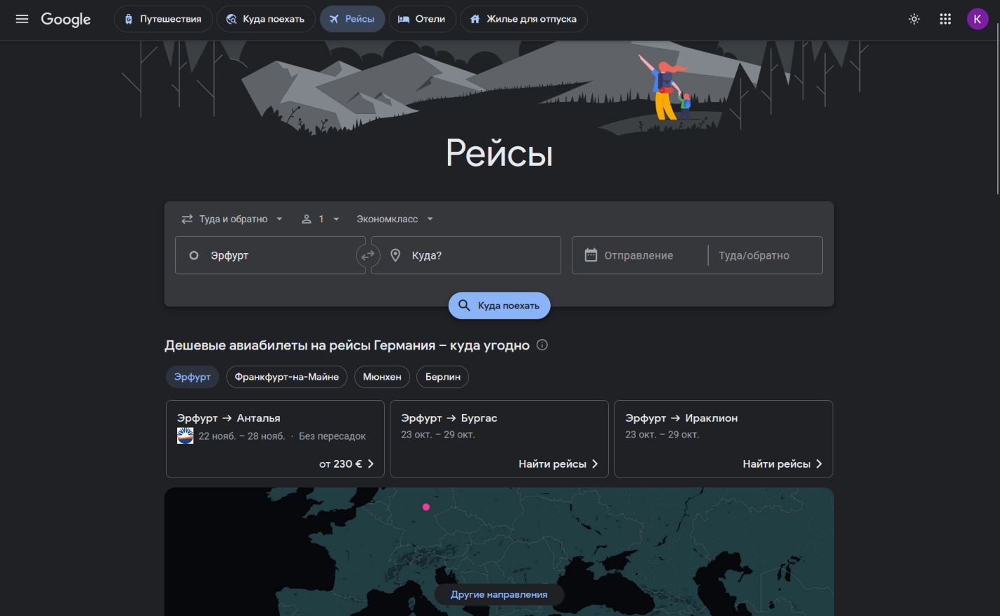 Google
Путешествия
Куда поехать
Рейсы
Отели
Жилье для отпуска
K
Рейсы
Туда и обратно
1
Экономкласс
Эрфурт
Куда?
Отправление
Туда/обратно
Куда поехать
Дешевые авиабилеты на рейсы Германия – куда угодно
Эрфурт
Франкфурт-на-Майне
Мюнхен
Берлин
Эрфурт → Анталья
22 нояб. – 28 нояб. · Без пересадок
от 230 €
Эрфурт → Бургас
23 окт. – 29 окт.
Найти рейсы
Эрфурт → Ираклион
23 окт. – 29 окт.
Найти рейсы
Другие направления